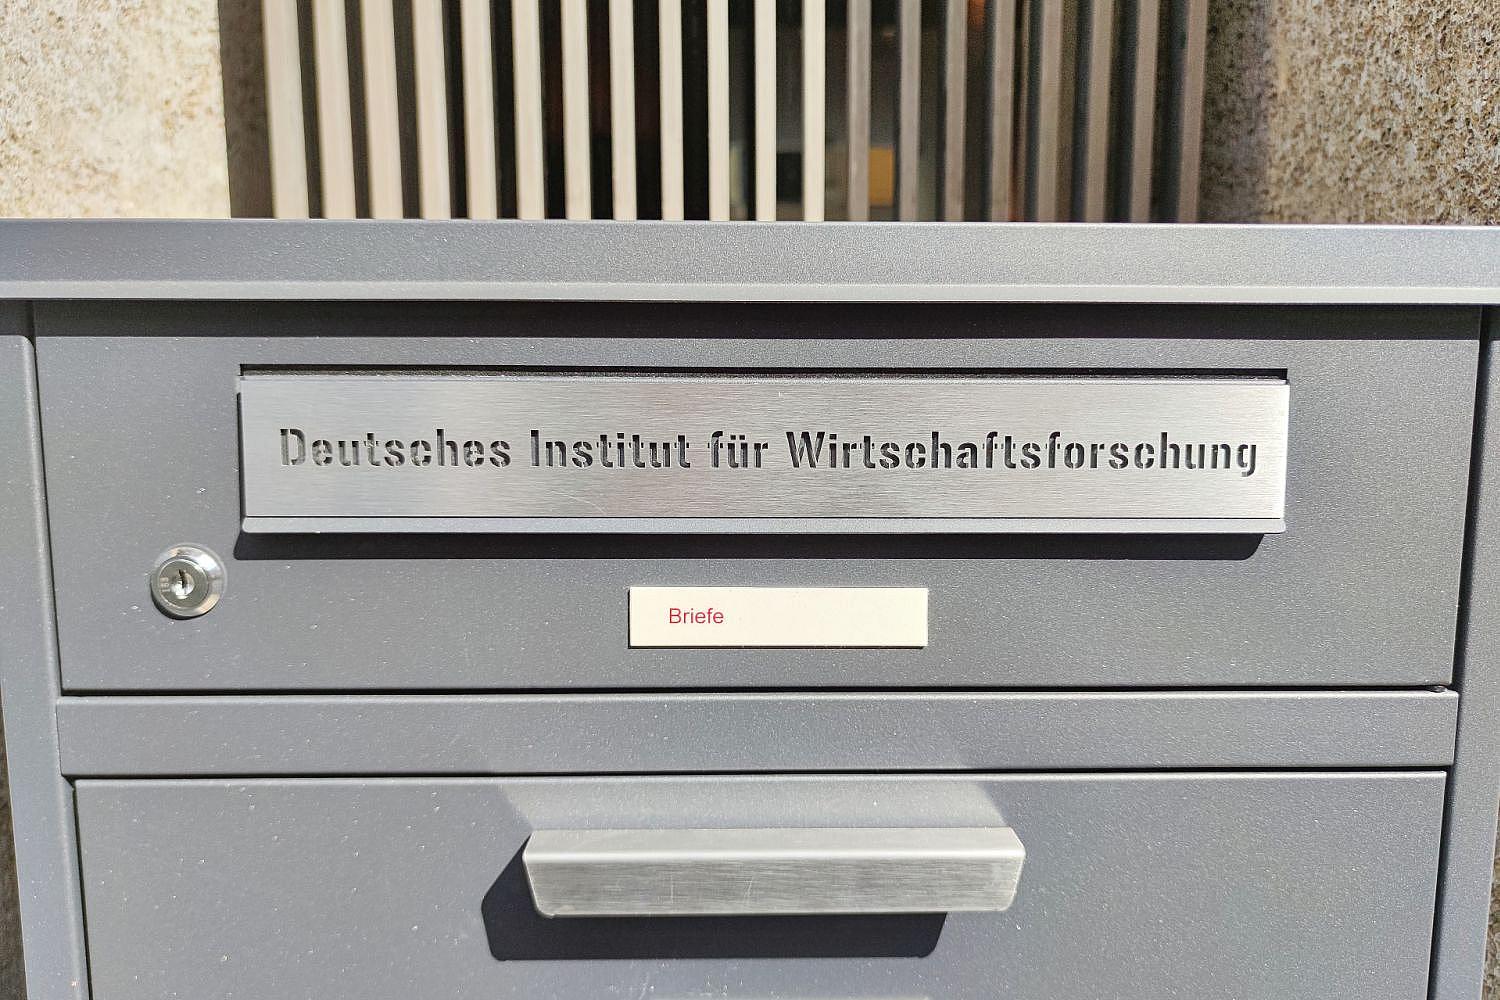 Deutsches Institut für Wirtschaftsforschung
Briefe